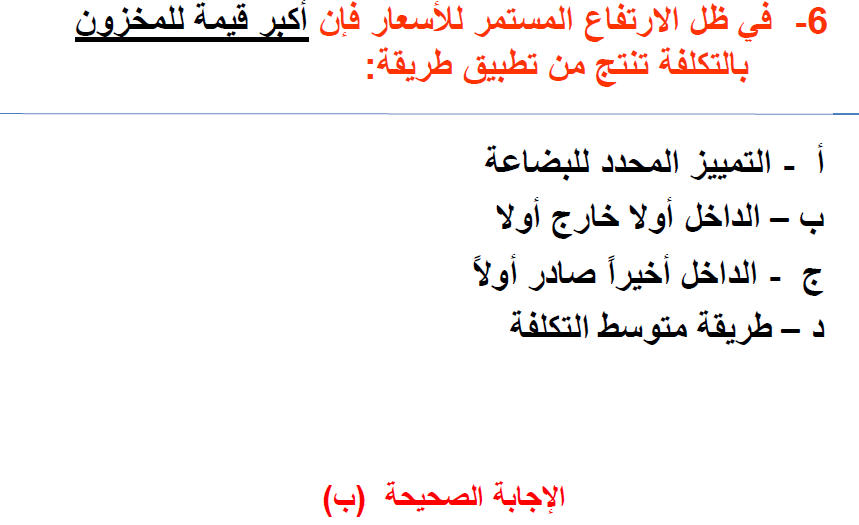 6- في ظل الارتفاع المستمر للأسعار فإن أكبر قيمة للمخزون
بالتكلفة تنتج من تطبيق طريقة:
أ - التمييز المحدد للبضاعة
ب – الداخل أولا خارج أولا
ج - الداخل أخيراً صادر أولاً
د – طريقة متوسط التكلفة
الإجابة الصحيحة (ب)